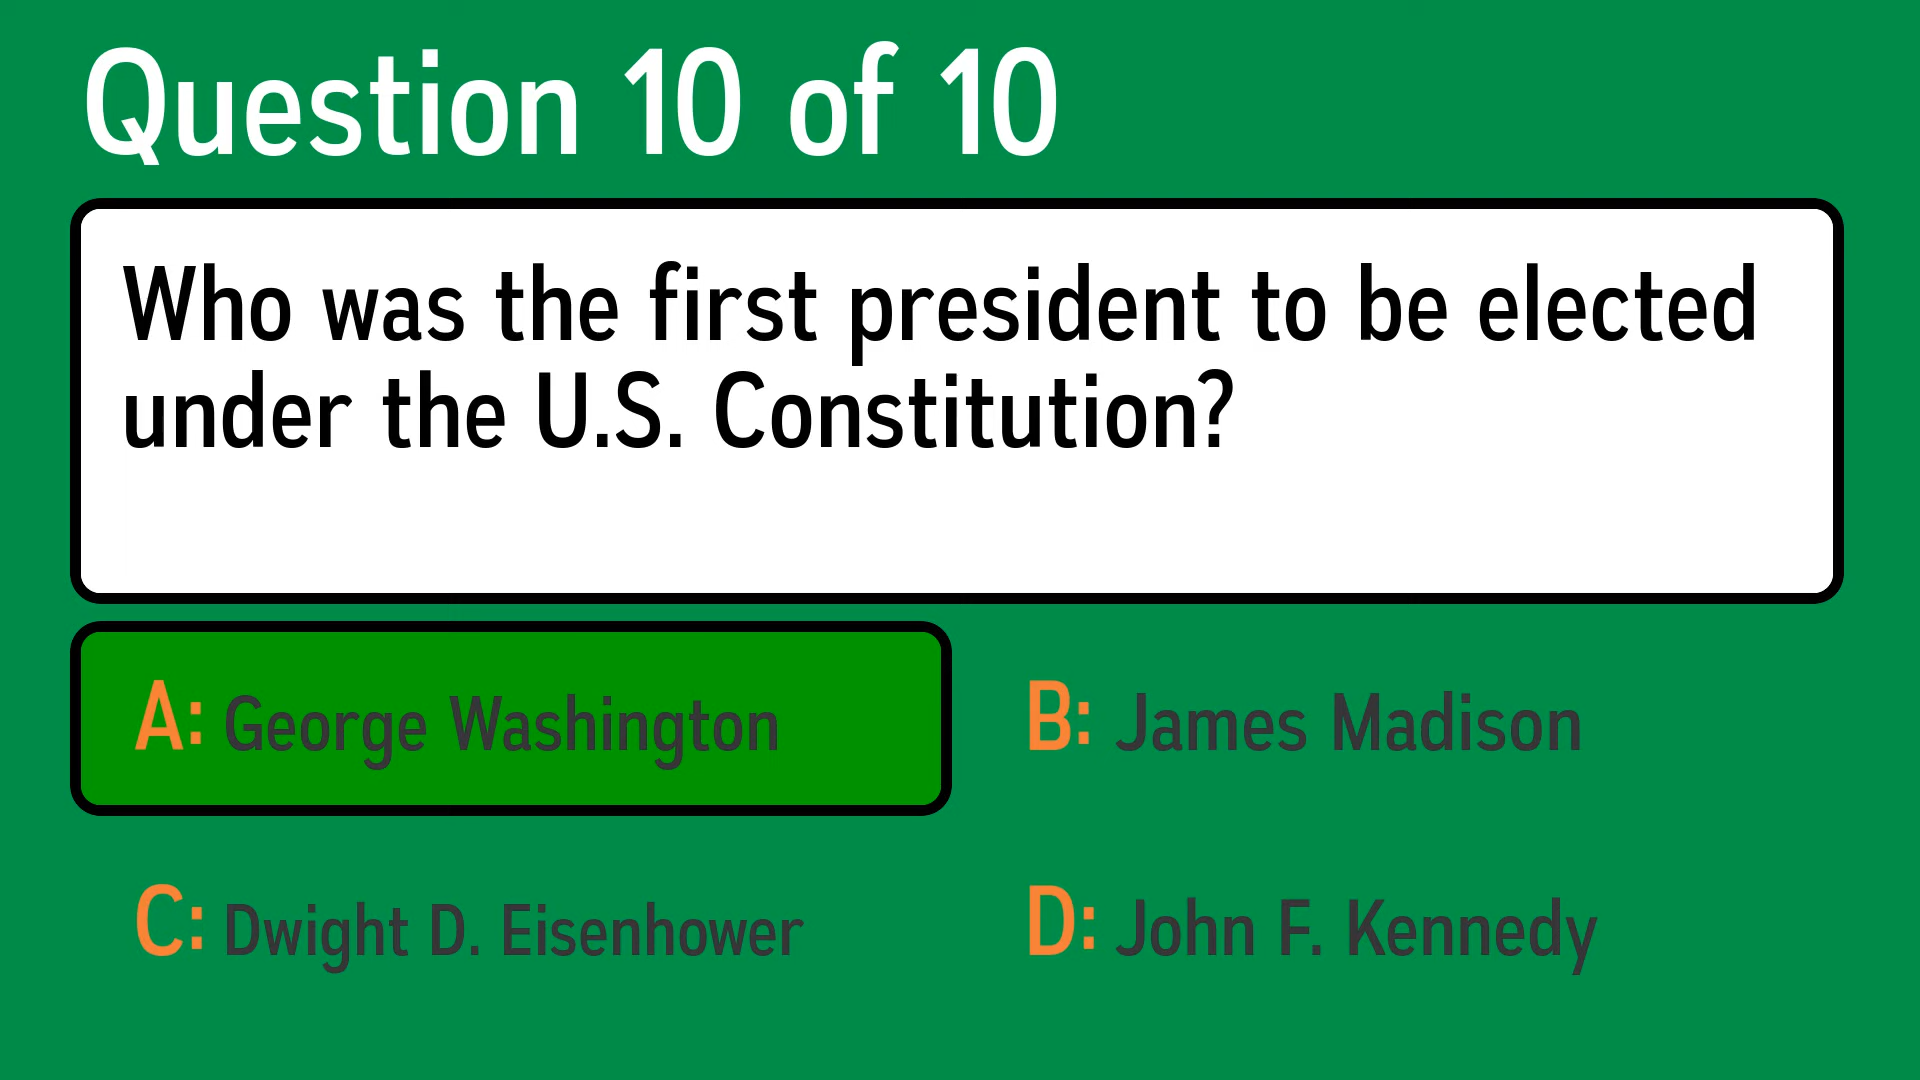 Question 10 of 10
Who was the first president to be elected
under the U.S. Constitution?
A: George Washington
B: James Madison
C: Dwight D. Eisenhower
D: John F. Kennedy